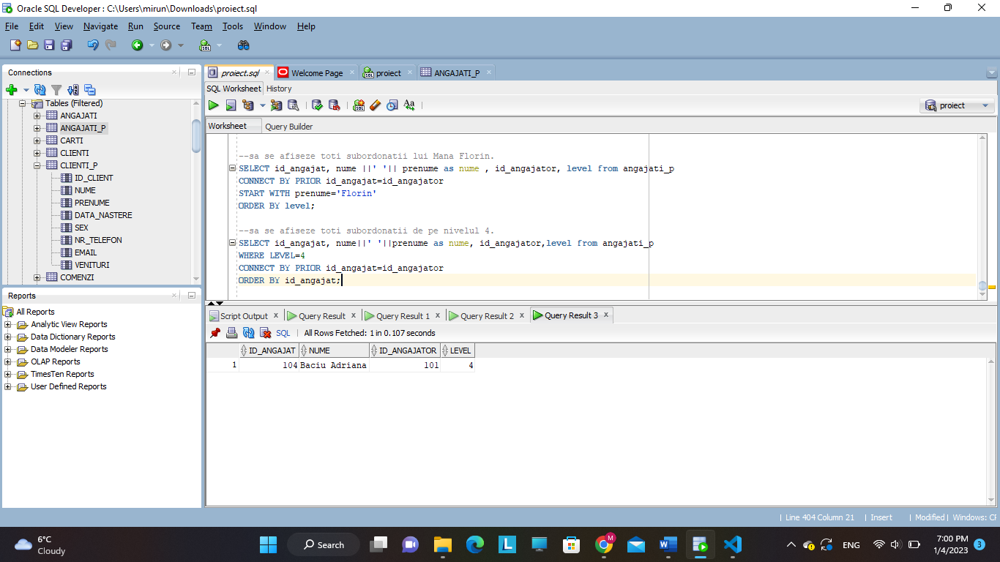 Oracle SQL Developer : C:\Users\mirun\Downloads\proiect.sql
File Edit View Navigate Run Source Team Tools Window Help
Connections
Tables (Filtered)
ANGAJATI
ANGAJATI_P
CARTI
CLIENTI
CLIENTI_P
ID_CLIENT
NUME
PRENUME
DATA_NASTERE
SEX
NR_TELEFON
EMAIL
VENITURI
COMENZI
Reports
All Reports
Analytic View Reports
Data Dictionary Reports
Data Modeler Reports
OLAP Reports
TimesTen Reports
User Defined Reports
proiect.sql Welcome Page proiect ANGAJATI_P
SQL Worksheet History
proiect
Worksheet Query Builder
--sa se afiseze toti subordonatii lui Mana Florin.
SELECT id_angajat, nume ||' '|| prenume as nume , id_angajator, level from angajati_p
CONNECT BY PRIOR id_angajat=id_angajator
START WITH prenume='Florin'
ORDER BY level;
--sa se afiseze toti subordonatii de pe nivelul 4.
SELECT id_angajat, nume||' '||prenume as nume, id_angajator,level from angajati_p
WHERE LEVEL=4
CONNECT BY PRIOR id_angajat=id_angajator
ORDER BY id_angajat;
Script Output Query Result Query Result 1 Query Result 2 Query Result 3
SQL All Rows Fetched: 1 in 0.107 seconds
ID_ANGAJAT NUME ID_ANGAJATOR LEVEL
1 104 Baciu Adriana 101 4
Line 404 Column 21 Insert Modified Windows: CF
6°C
Cloudy
Search
M
W
L
ENG
7:00 PM
1/4/2023
3